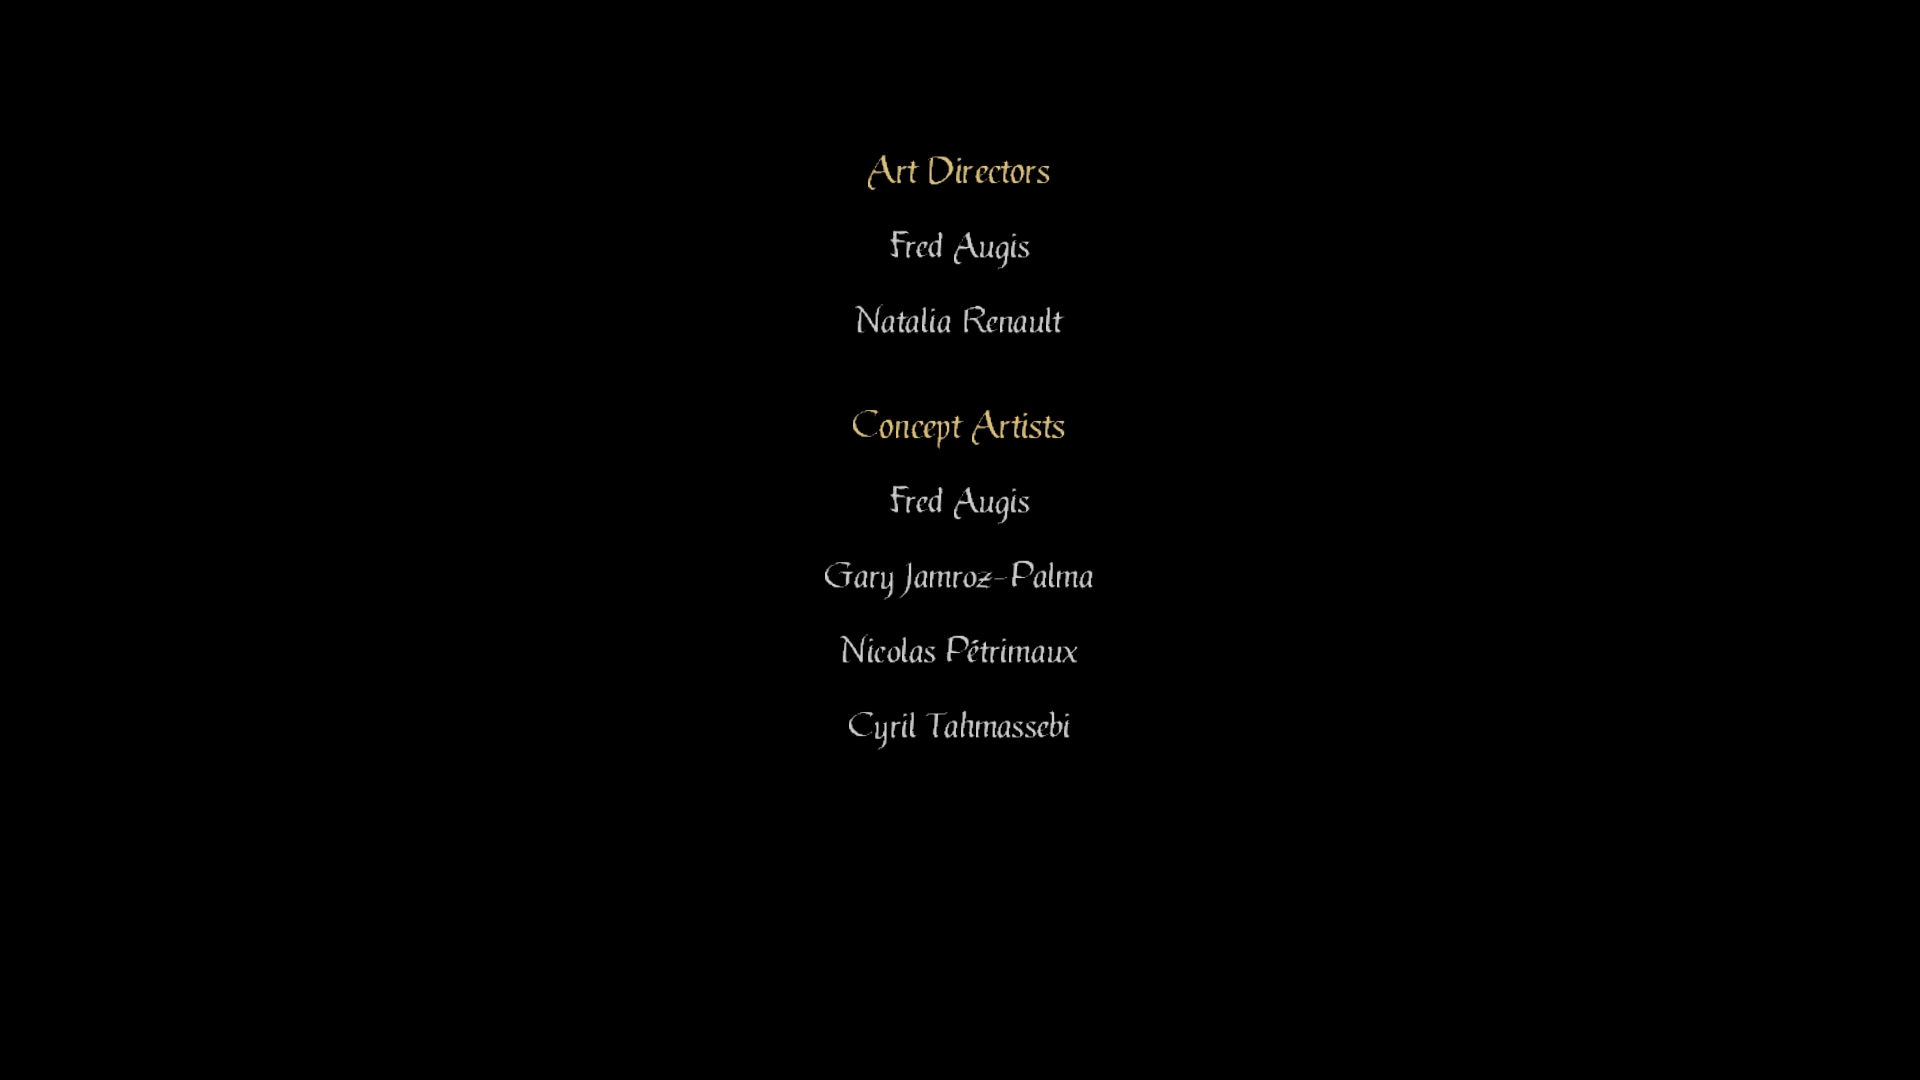 Art Directors
Fred Augis
Natalia Renault
Concept Artists
Fred Augis
Gary Jamroz-Palma
Nicolas Pétrimaux
Cyril Tahmassebi